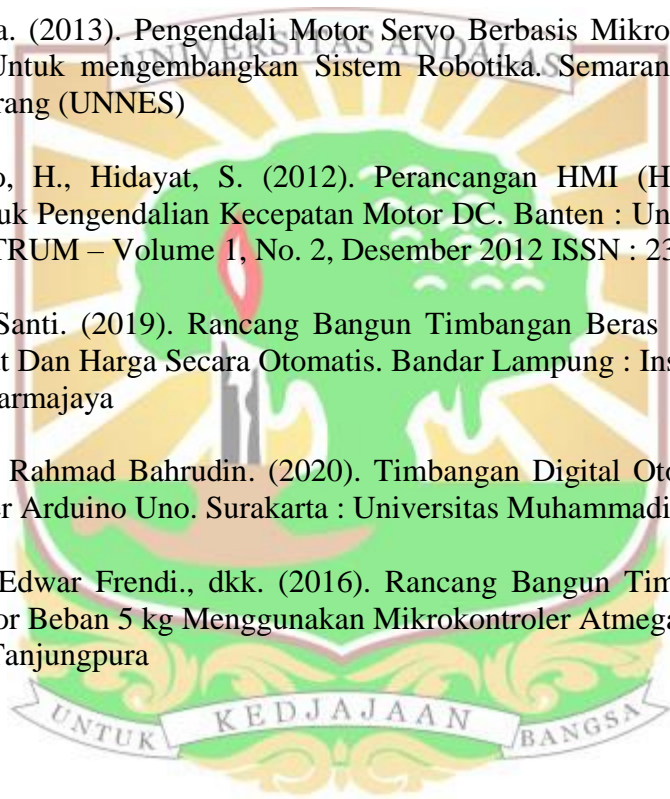 a. (2013). Pengendali Motor Servo Berbasis Mikro
Untuk mengembangkan Sistem Robotika. Semaran
rang (UNNES)
o, H., Hidayat, S. (2012). Perancangan HMI (H
uk Pengendalian Kecepatan Motor DC. Banten : Un
TRUM – Volume 1, No. 2, Desember 2012 ISSN : 23
Santi. (2019). Rancang Bangun Timbangan Beras
t Dan Harga Secara Otomatis. Bandar Lampung : Ins
armajaya
Rahmad Bahrudin. (2020). Timbangan Digital Oto
er Arduino Uno. Surakarta : Universitas Muhammadi
Edwar Frendi., dkk. (2016). Rancang Bangun Tim
or Beban 5 kg Menggunakan Mikrokontroler Atmega
Tanjungpura
UNIVERSITAS ANDALAS
UNTUK KEDJAJAAN BANGSA